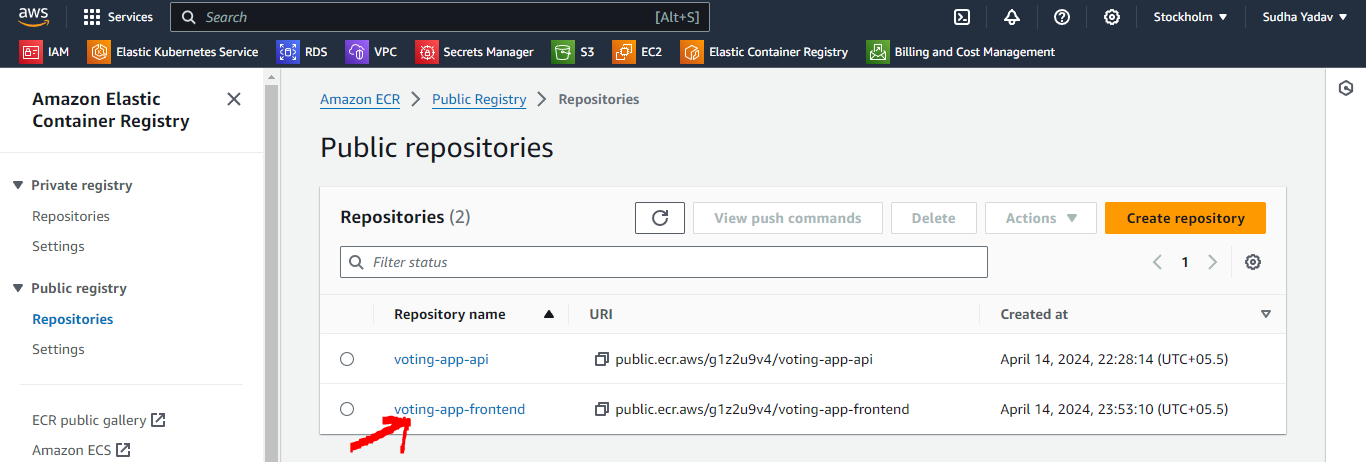 aws Services Search [Alt+S] Stockholm Sudha Yadav
IAM Elastic Kubernetes Service RDS VPC Secrets Manager S3 EC2 Elastic Container Registry Billing and Cost Management
Amazon Elastic
Container Registry
Private registry
Repositories
Settings
Public registry
Repositories
Settings
ECR public gallery
Amazon ECS
Amazon ECR > Public Registry > Repositories
Public repositories
Repositories (2) View push commands Delete Actions Create repository
Filter status 1
Repository name URI Created at
voting-app-api public.ecr.aws/g1z2u9v4/voting-app-api April 14, 2024, 22:28:14 (UTC+05.5)
voting-app-frontend public.ecr.aws/g1z2u9v4/voting-app-frontend April 14, 2024, 23:53:10 (UTC+05.5)